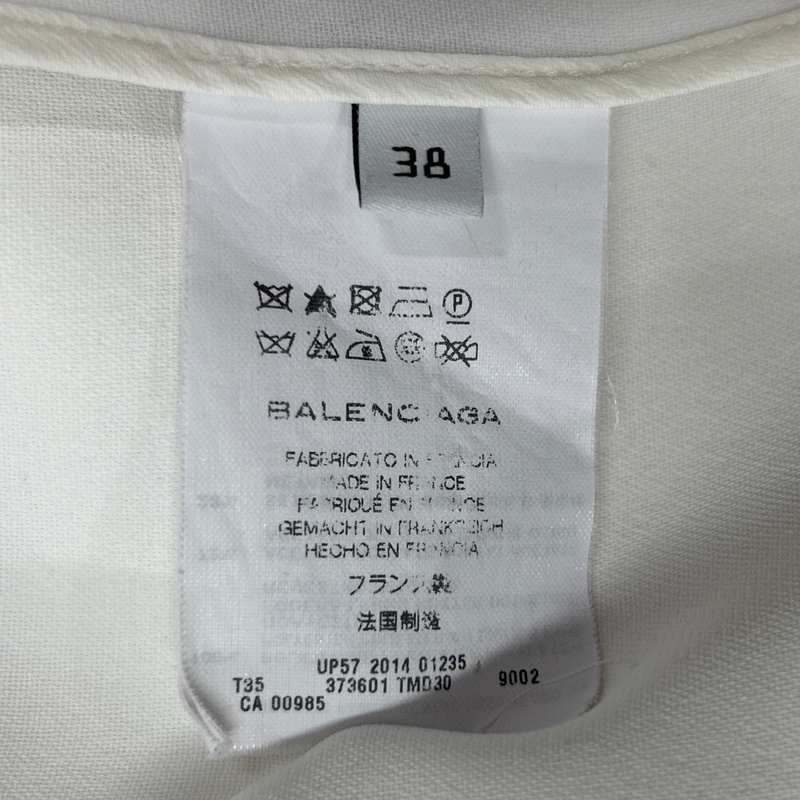 38
P
BALENCIAGA
FABBRICATO IN FRANCIA
MADE IN FRANCE
FABRIQUÉ EN FRANCE
GEMACHT IN FRANKREICH
HECHO EN FRANCIA
フランス製
法国制造
UP57 2014 01235
T35 373601 TMD30 9002
CA 00985